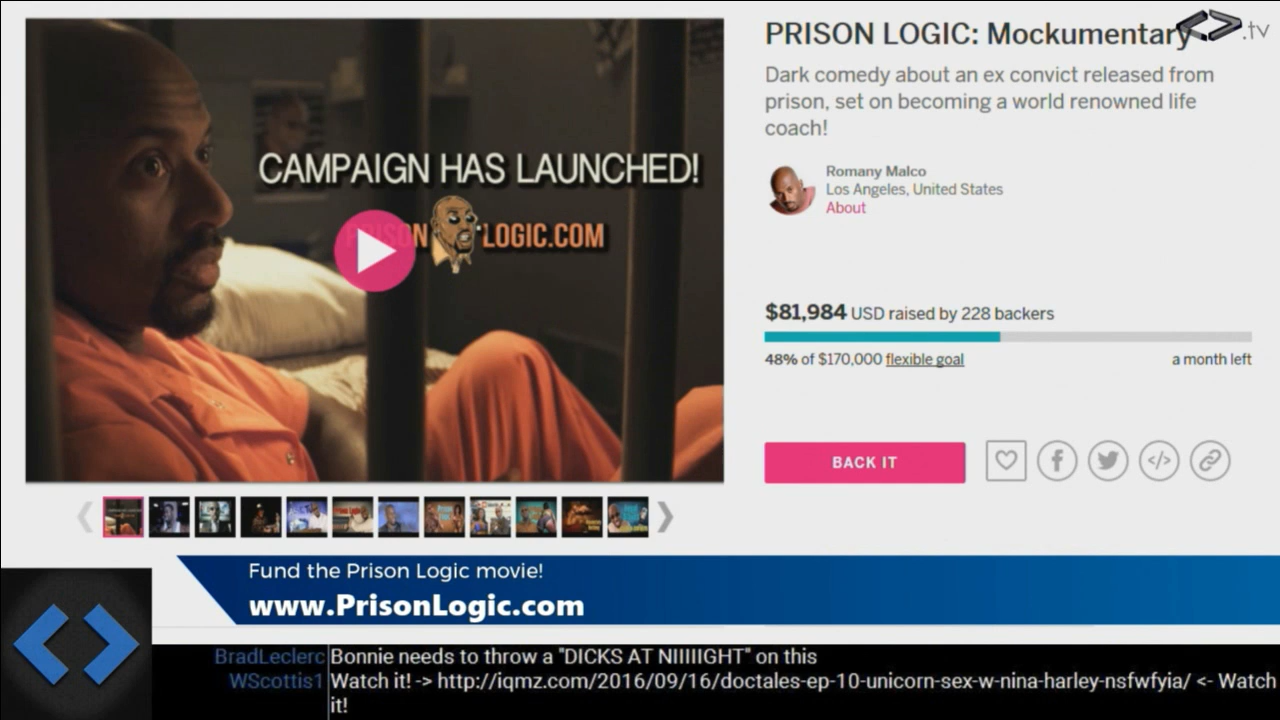 PRISON LOGIC: Mockumentary
.tv
Dark comedy about an ex convict released from
prison, set on becoming a world renowned life
coach!
CAMPAIGN HAS LAUNCHED!
PRISON LOGIC.COM
Romany Malco
Los Angeles, United States
About
$81,984 USD raised by 228 backers
48% of $170,000 flexible goal
a month left
BACK IT
Fund the Prison Logic movie!
www.PrisonLogic.com
BradLeclerc Bonnie needs to throw a "DICKS AT NIIIIIGHT" on this
WScottis1 Watch it! -> http://iqmz.com/2016/09/16/doctales-ep-10-unicorn-sex-w-nina-harley-nsfwfyia/ <- Watch
it!